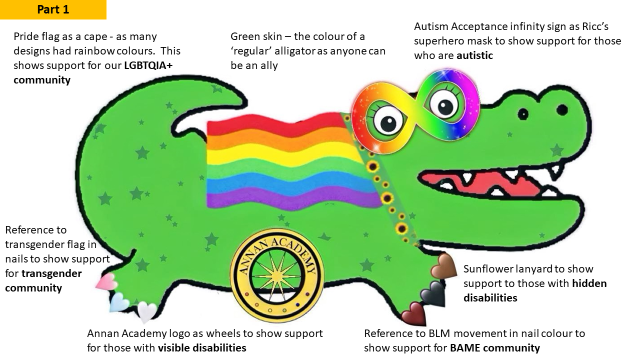 Part 1
Pride flag as a cape - as many
designs had rainbow colours. This
shows support for our LGBTQIA+
community
Green skin – the colour of a
'regular' alligator as anyone can
be an ally
Autism Acceptance infinity sign as Ricc's
superhero mask to show support for those
who are autistic
Reference to
transgender flag in
nails to show support
for transgender
community
ANNAN ACADEMY
Sunflower lanyard to show
support to those with hidden
disabilities
Annan Academy logo as wheels to show support
for those with visible disabilities
Reference to BLM movement in nail colour to
show support for BAME community